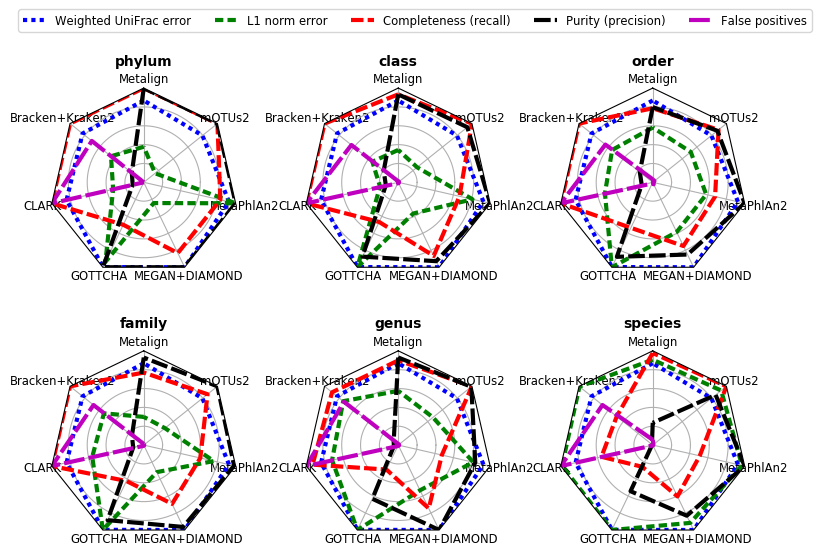 Weighted UniFrac error L1 norm error Completeness (recall) Purity (precision) False positives
phylum class order
Metalign Metalign Metalign
Bracken+Kraken2 mOTUs2 Bracken+Kraken2 mOTUs2 Bracken+Kraken2 mOTUs2
CLARK MetaPhlAn2 CLARK MetaPhlAn2 CLARK MetaPhlAn2
GOTTCHA MEGAN+DIAMOND GOTTCHA MEGAN+DIAMOND GOTTCHA MEGAN+DIAMOND
family genus species
Metalign Metalign Metalign
Bracken+Kraken2 mOTUs2 Bracken+Kraken2 mOTUs2 Bracken+Kraken2 mOTUs2
CLARK MetaPhlAn2 CLARK MetaPhlAn2 CLARK MetaPhlAn2
GOTTCHA MEGAN+DIAMOND GOTTCHA MEGAN+DIAMOND GOTTCHA MEGAN+DIAMOND